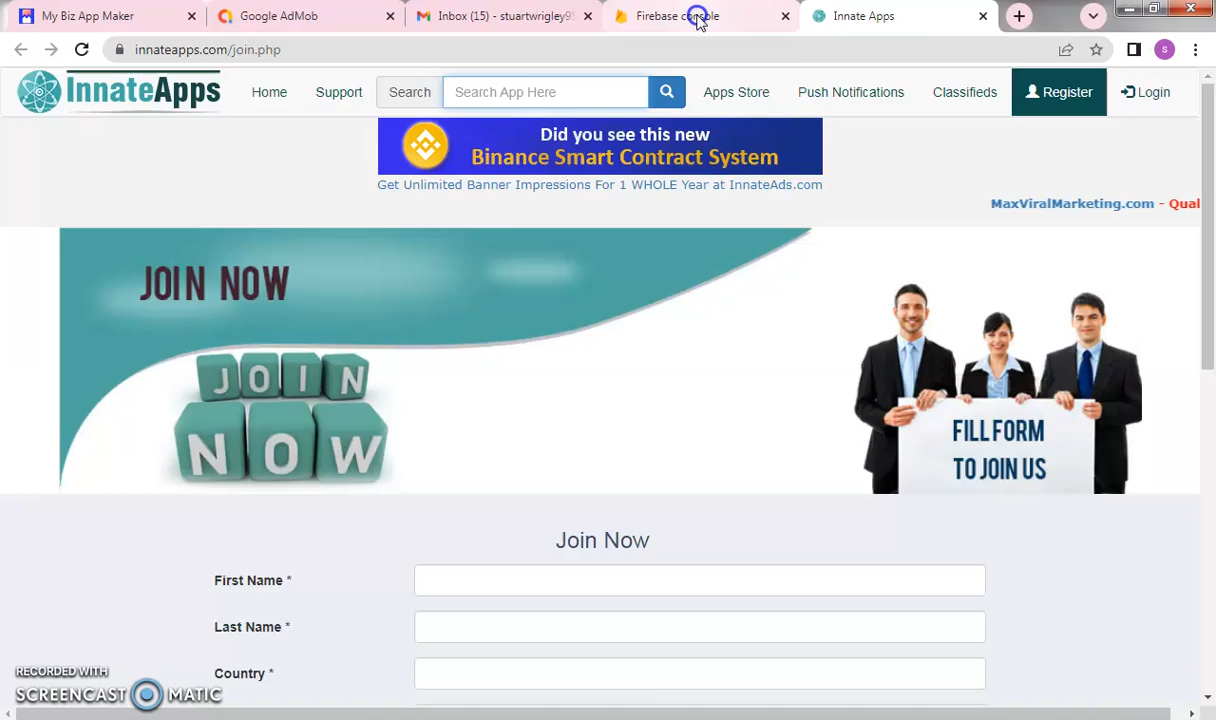 My Biz App Maker
Google AdMob
Inbox (15) - stuartwrigley95
Firebase console
Innate Apps
innateapps.com/join.php
S
InnateApps
Home
Support
Search
Search App Here
Apps Store
Push Notifications
Classifieds
Register
Login
Did you see this new
Binance Smart Contract System
Get Unlimited Banner Impressions For 1 WHOLE Year at InnateAds.com
MaxViralMarketing.com - Qual
JOIN NOW
JOIN
NOW
FILL FORM
TO JOIN US
Join Now
First Name *
Last Name *
Country *
RECORDED WITH
SCREENCAST MATIC